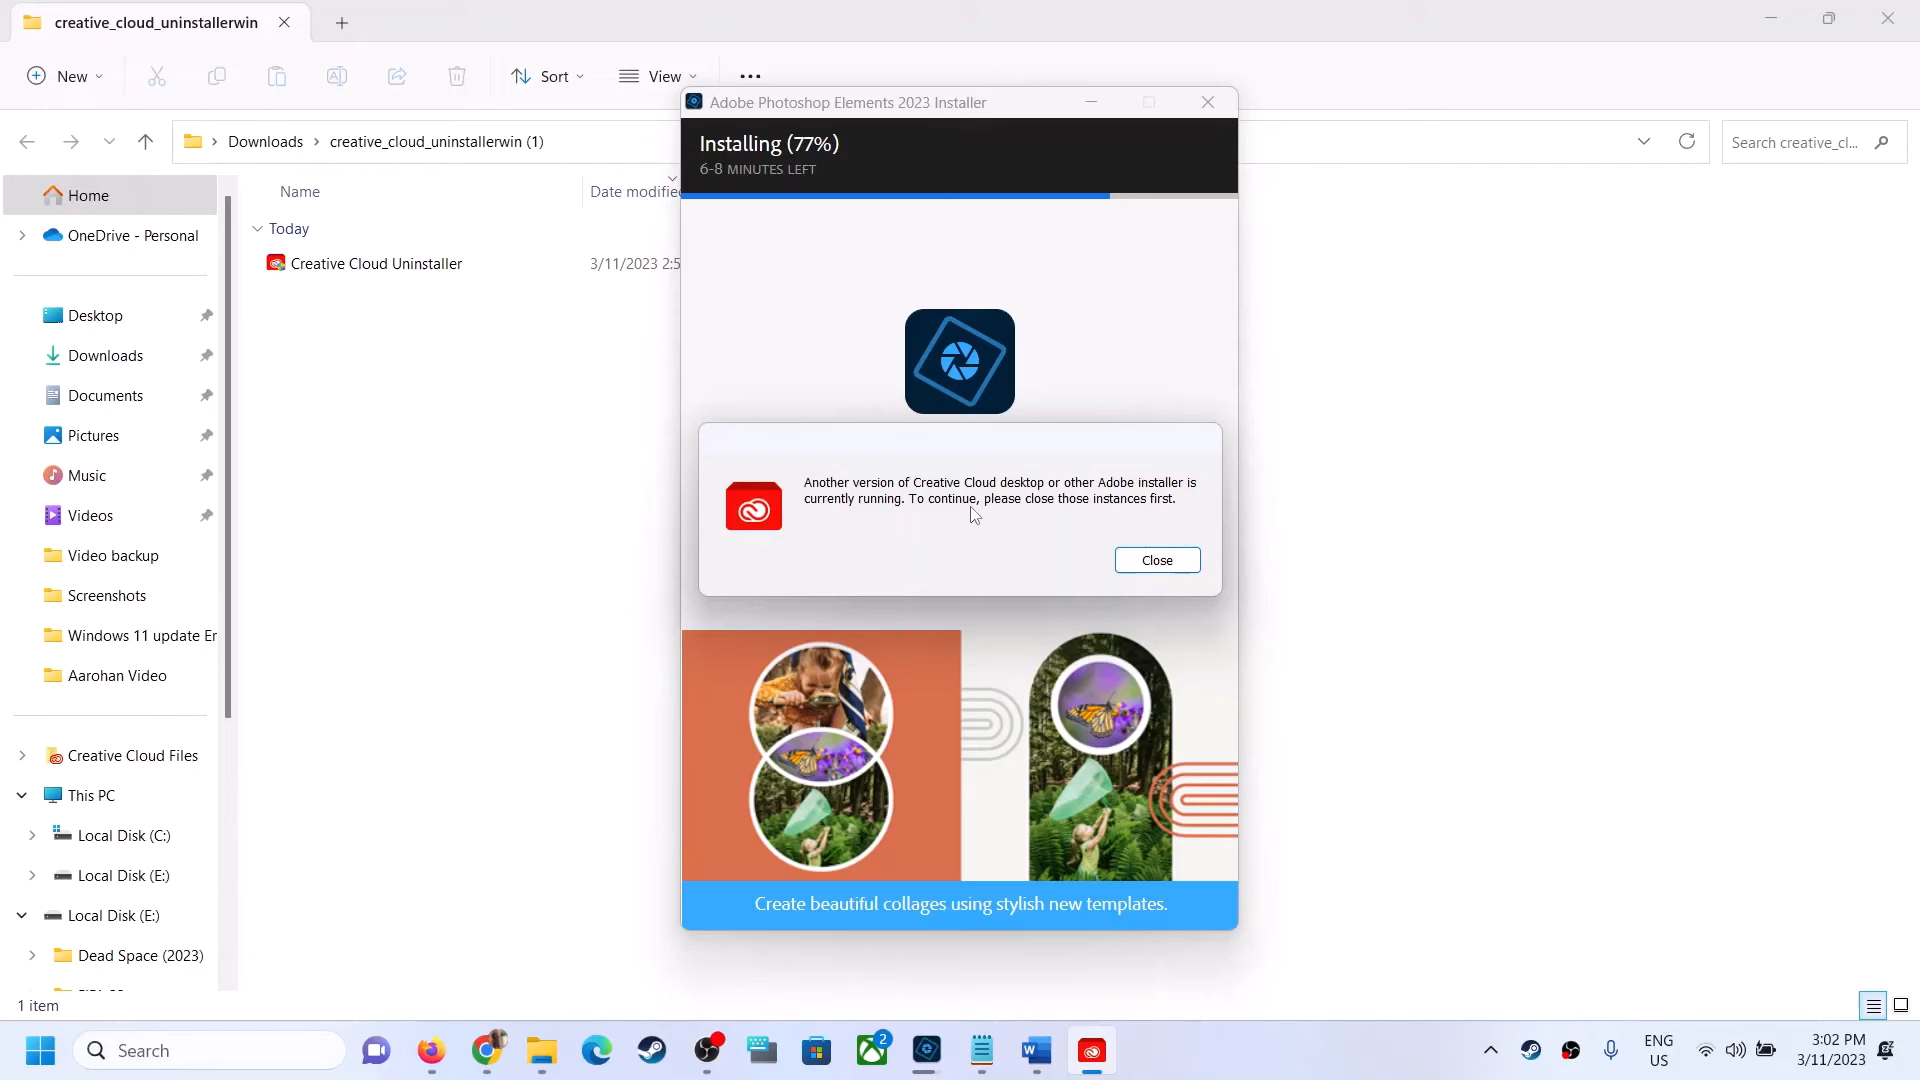 creative_cloud_uninstallerwin
New
Sort
View
Downloads
creative_cloud_uninstallerwin (1)
Search creative_cl...
Home
OneDrive - Personal
Desktop
Downloads
Documents
Pictures
Music
Videos
Video backup
Screenshots
Windows 11 update Er
Aarohan Video
Creative Cloud Files
This PC
Local Disk (C:)
Local Disk (E:)
Local Disk (E:)
Dead Space (2023)
1 item
Name
Date modified
Today
Creative Cloud Uninstaller
3/11/2023 2:5
Adobe Photoshop Elements 2023 Installer
Installing (77%)
6-8 MINUTES LEFT
Another version of Creative Cloud desktop or other Adobe installer is
currently running. To continue, please close those instances first.
Close
Create beautiful collages using stylish new templates.
Search
2
ENG
US
3:02 PM
3/11/2023